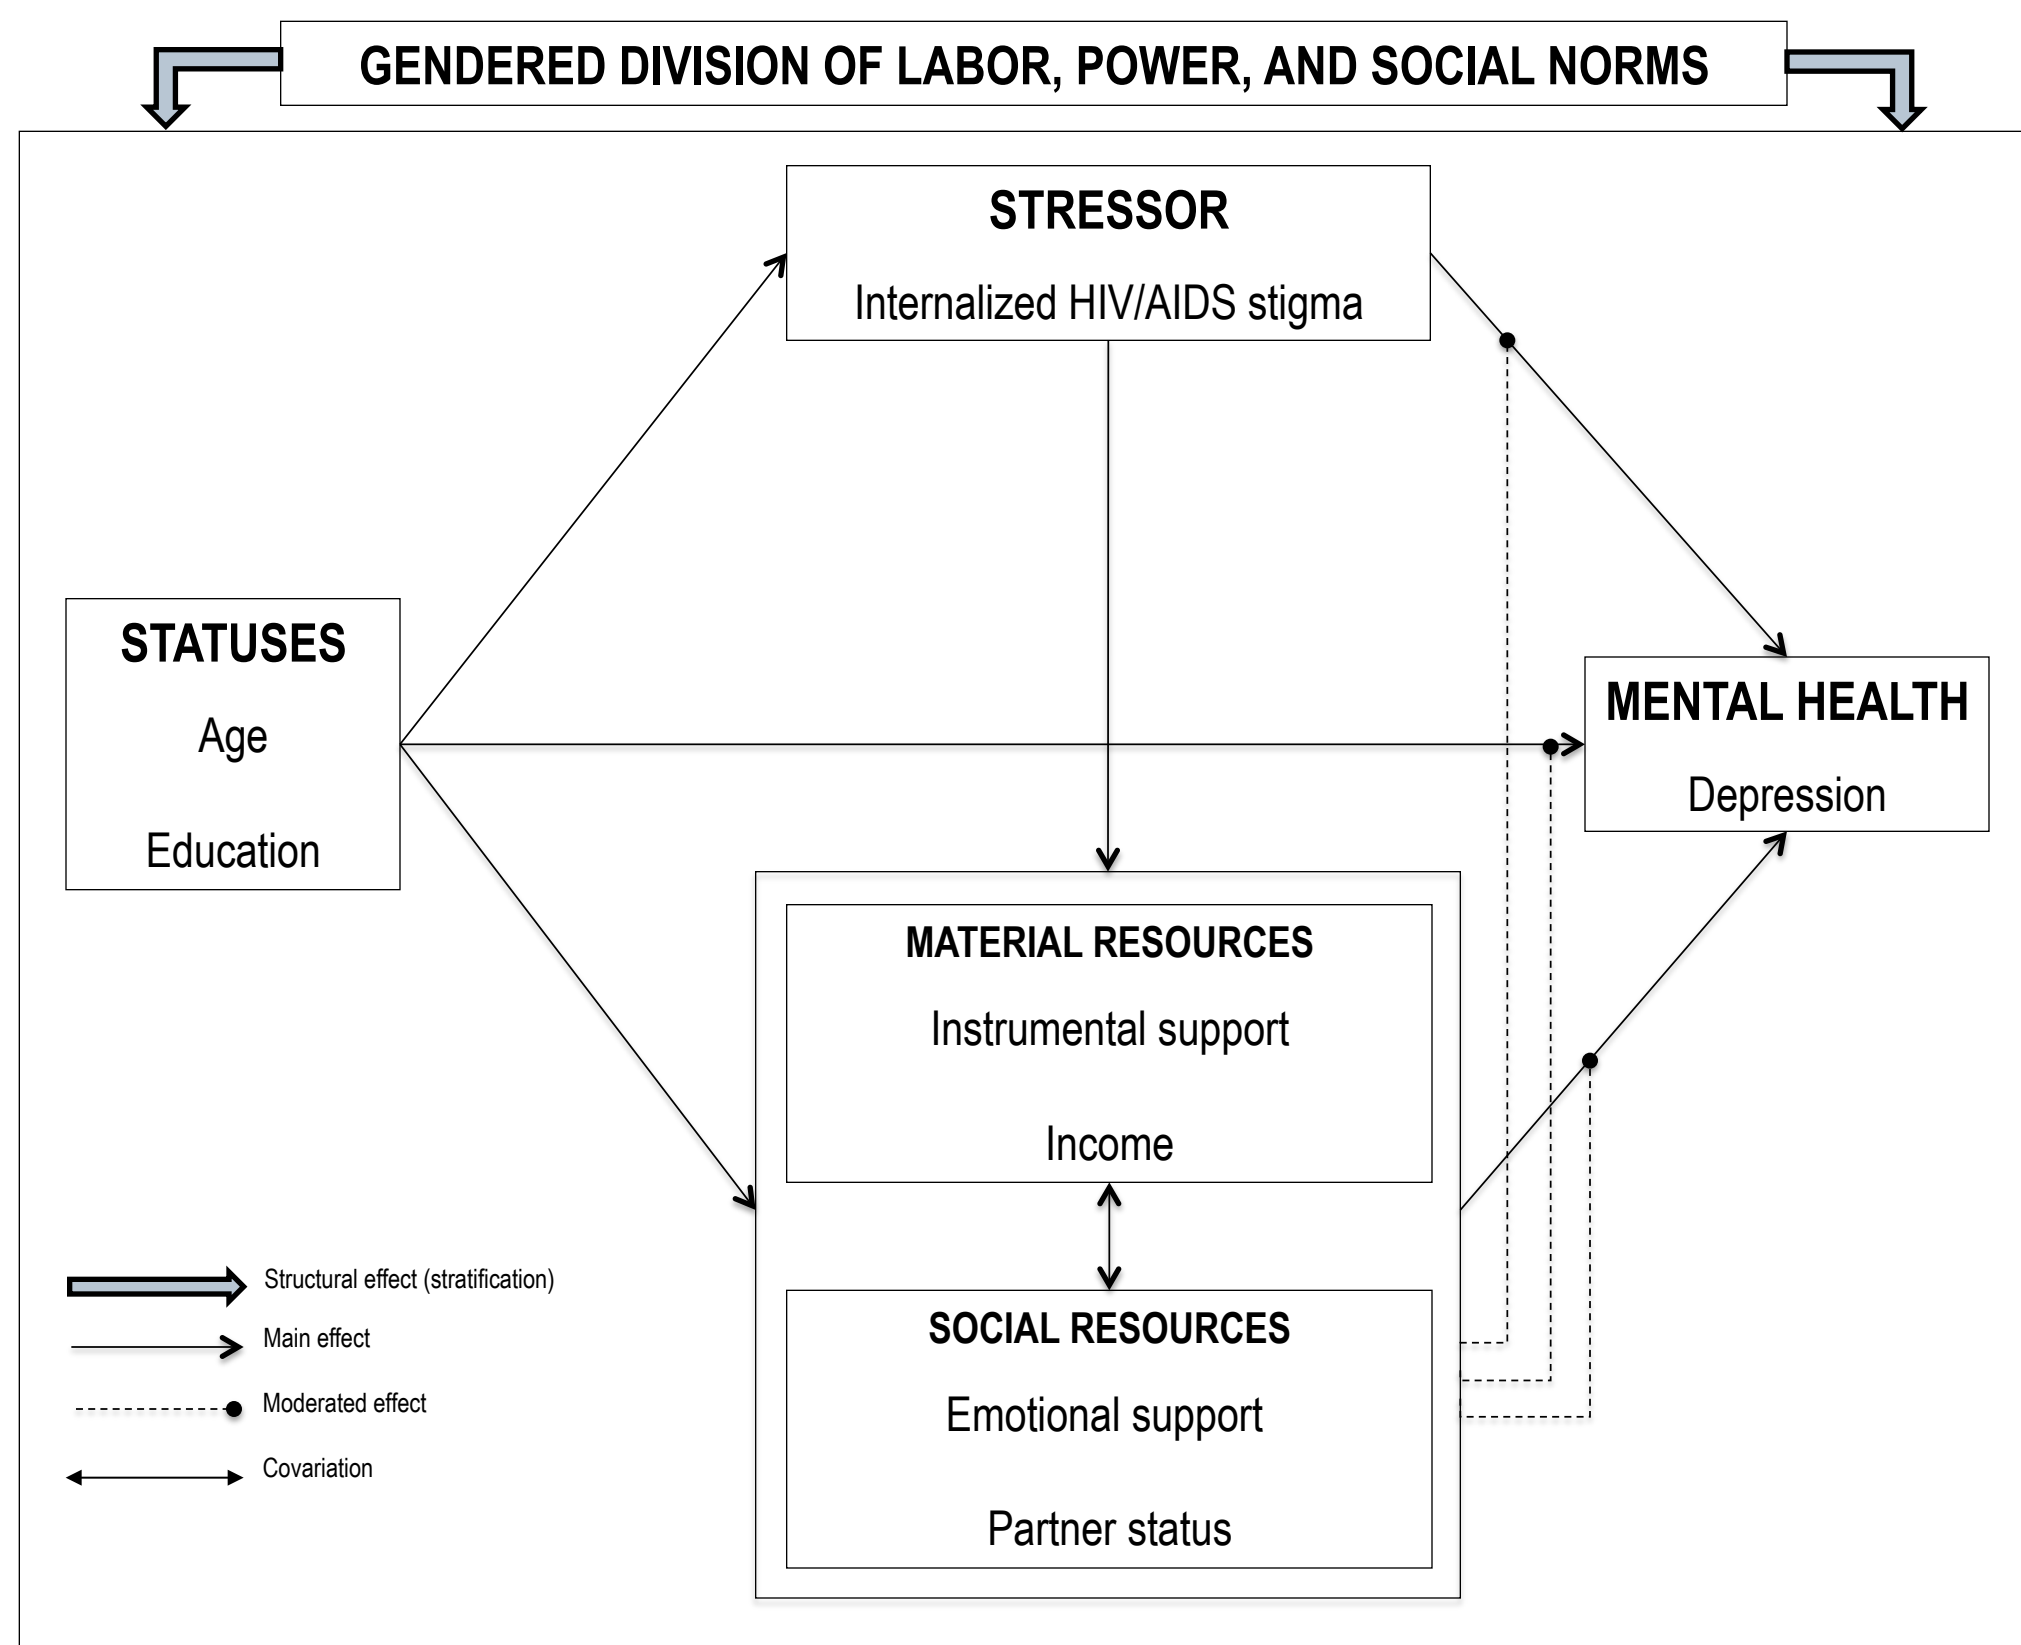 GENDERED DIVISION OF LABOR, POWER, AND SOCIAL NORMS
STRESSOR
Internalized HIV/AIDS stigma
STATUSES
Age
Education
MENTAL HEALTH
Depression
MATERIAL RESOURCES
Instrumental support
Income
SOCIAL RESOURCES
Emotional support
Partner status
Structural effect (stratification)
Main effect
Moderated effect
Covariation